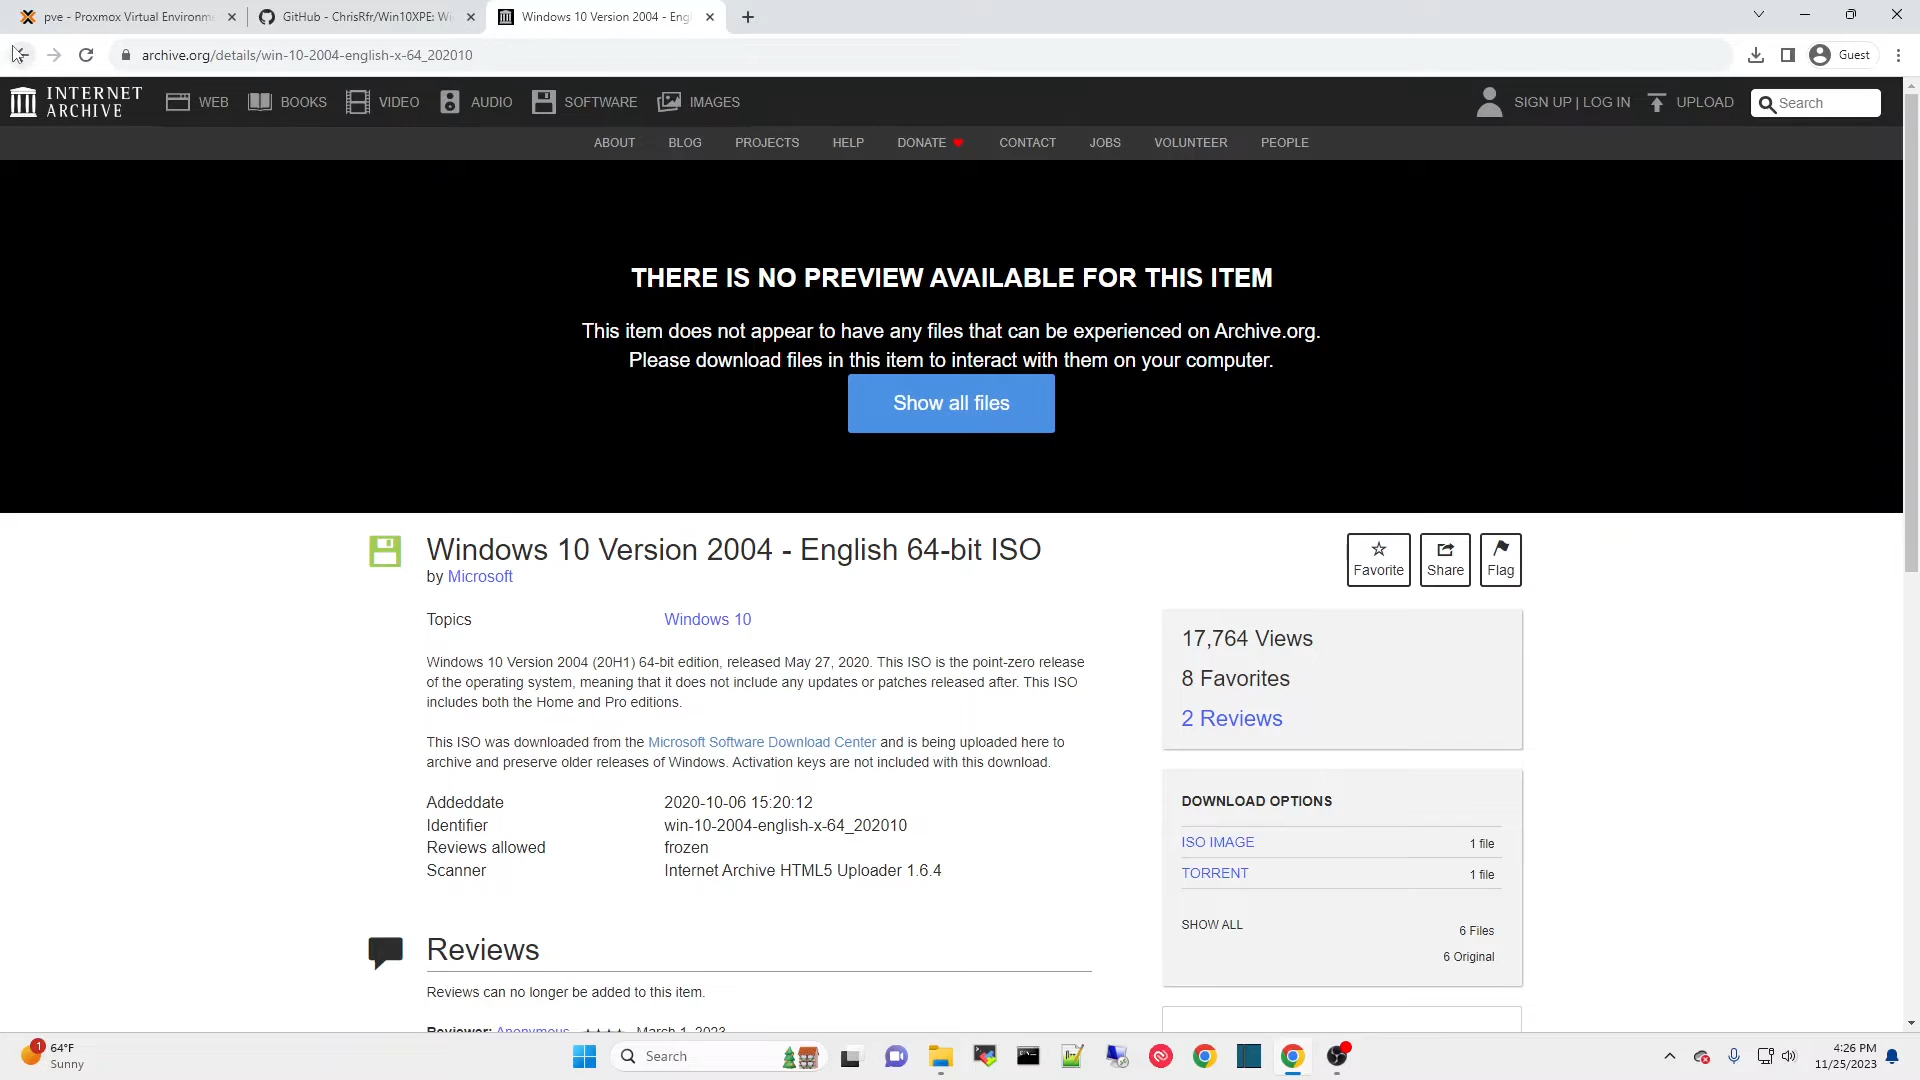 pve - Proxmox Virtual Environm
GitHub - ChrisRfr/Win10XPE: Wi
Windows 10 Version 2004 - Engl
archive.org/details/win-10-2004-english-x-64_202010
Guest
INTERNET
ARCHIVE
WEB
BOOKS
VIDEO
AUDIO
SOFTWARE
IMAGES
SIGN UP | LOG IN
UPLOAD
Search
ABOUT
BLOG
PROJECTS
HELP
DONATE
CONTACT
JOBS
VOLUNTEER
PEOPLE
THERE IS NO PREVIEW AVAILABLE FOR THIS ITEM
This item does not appear to have any files that can be experienced on Archive.org.
Please download files in this item to interact with them on your computer.
Show all files
Windows 10 Version 2004 - English 64-bit ISO
by Microsoft
Favorite
Share
Flag
Topics
Windows 10
Windows 10 Version 2004 (20H1) 64-bit edition, released May 27, 2020. This ISO is the point-zero release
of the operating system, meaning that it does not include any updates or patches released after. This ISO
includes both the Home and Pro editions.
This ISO was downloaded from the Microsoft Software Download Center and is being uploaded here to
archive and preserve older releases of Windows. Activation keys are not included with this download.
Addeddate 2020-10-06 15:20:12
Identifier win-10-2004-english-x-64_202010
Reviews allowed frozen
Scanner Internet Archive HTML5 Uploader 1.6.4
17,764 Views
8 Favorites
2 Reviews
DOWNLOAD OPTIONS
ISO IMAGE 1 file
TORRENT 1 file
SHOW ALL 6 Files
6 Original
Reviews
Reviews can no longer be added to this item.
Reviewer: Anonymous March 1, 2023
1
64°F
Sunny
Search
4:26 PM
11/25/2023